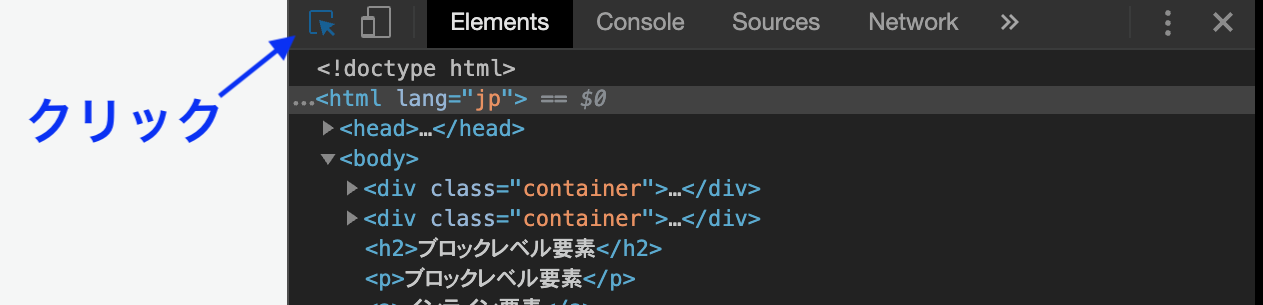 Elements Console Sources Network »
<!doctype html>
クリック
…<html lang="jp"> == $0
<head>…</head>
<body>
<div class="container">…</div>
<div class="container">…</div>
<h2>ブロックレベル要素</h2>
<p>ブロックレベル要素</p>